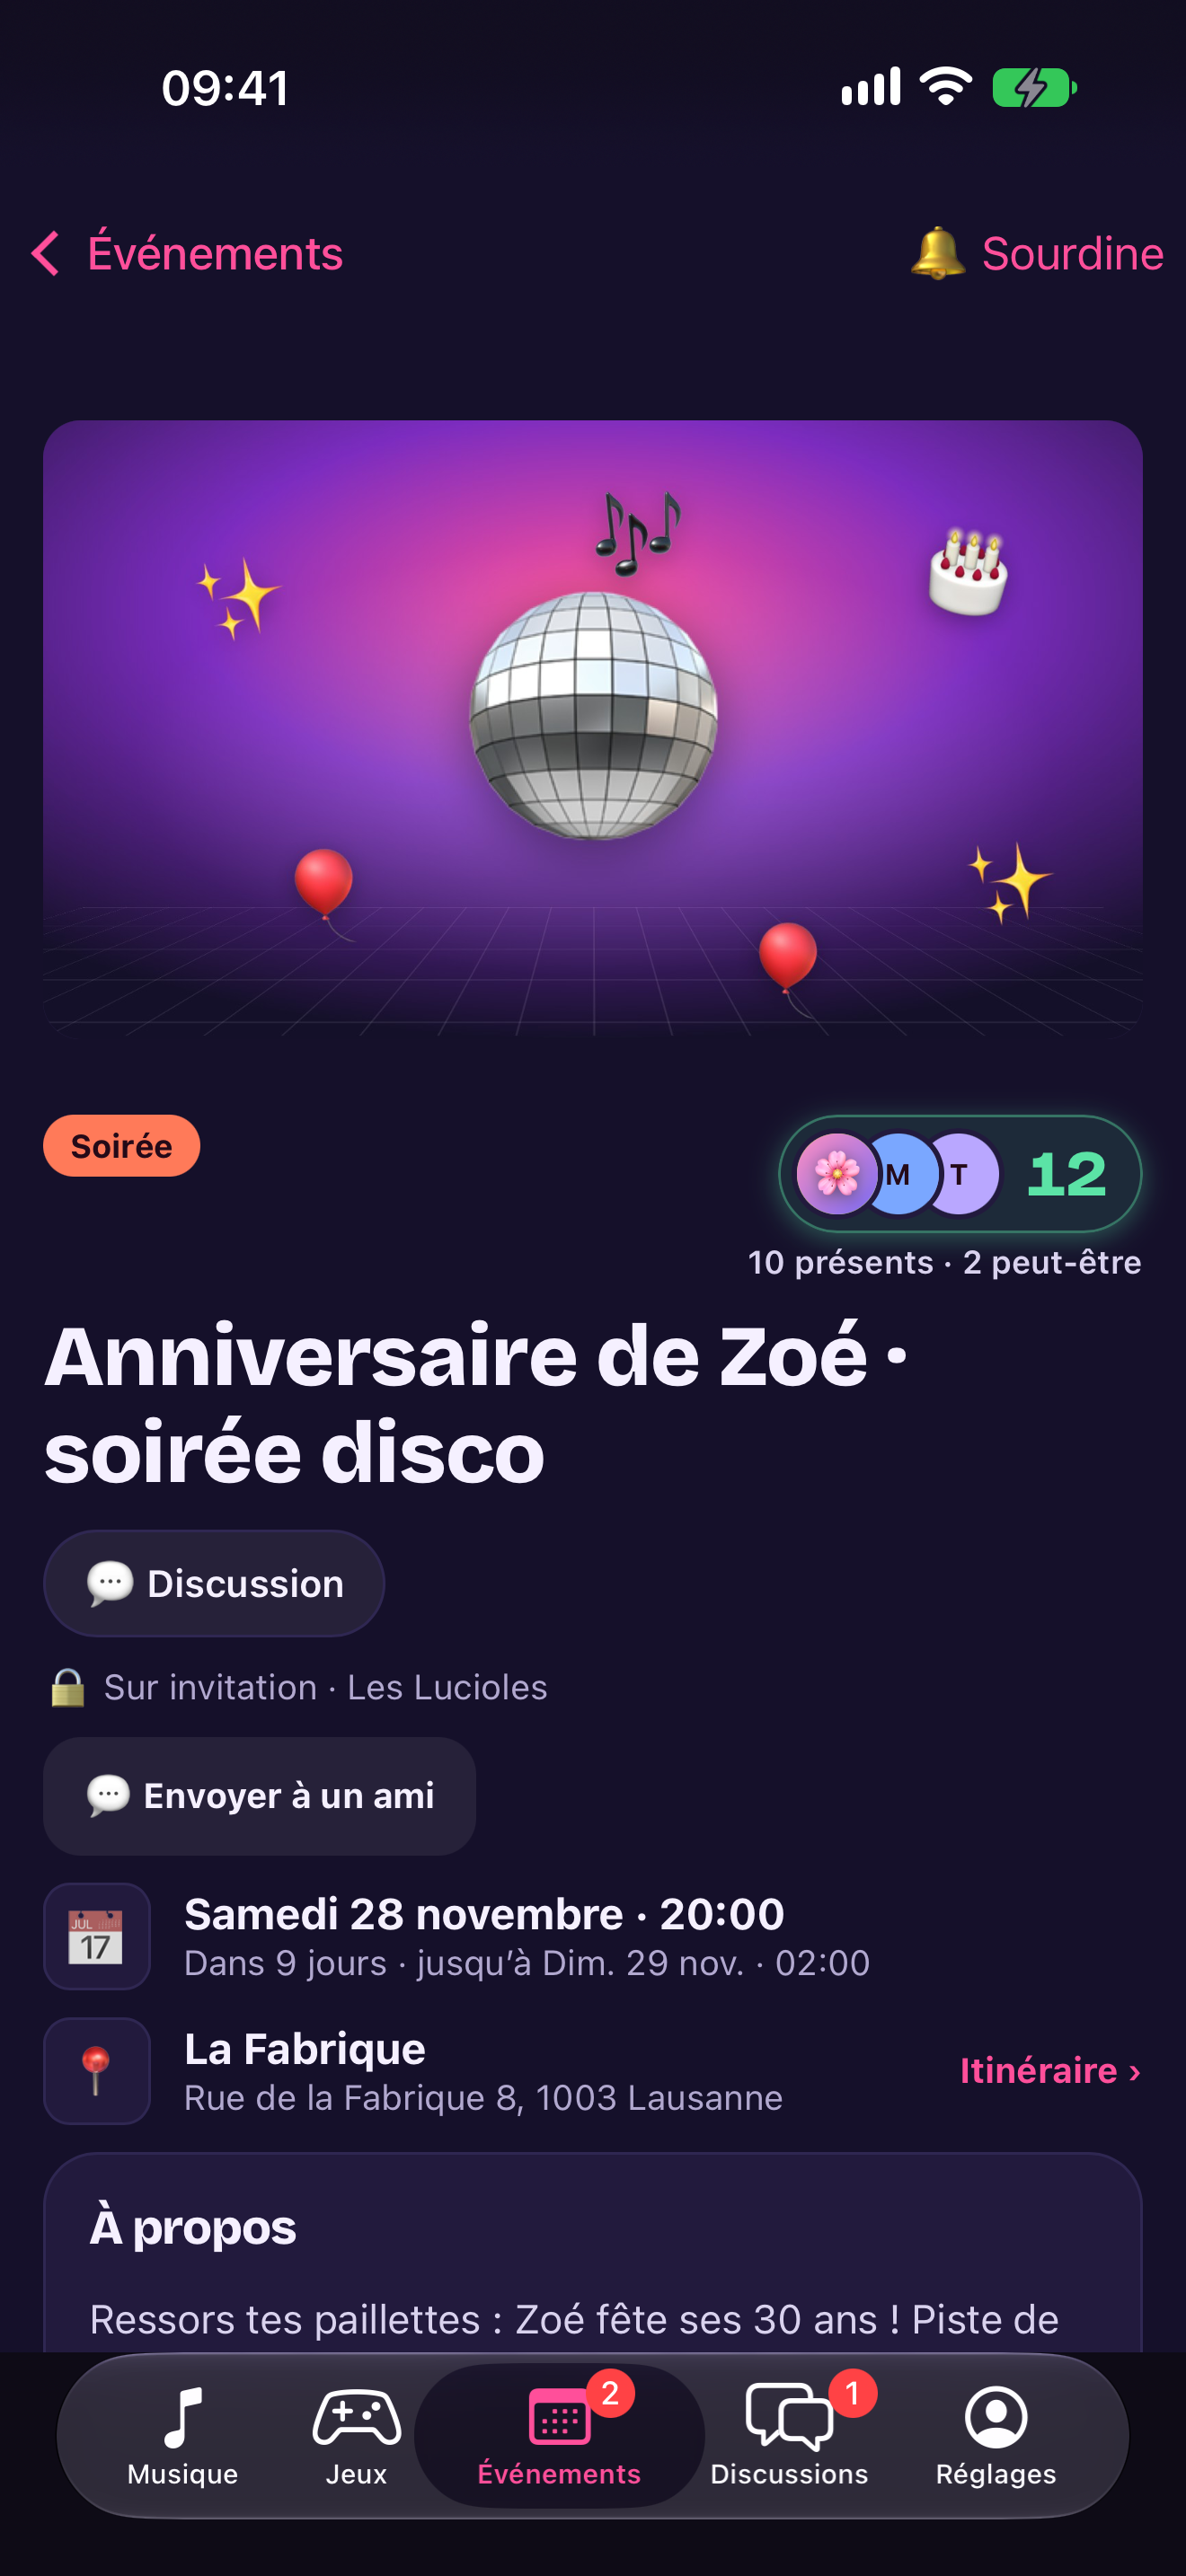 09:41
Événements
Sourdine
Soirée
M
T
12
10 présents · 2 peut-être
Anniversaire de Zoé ·
soirée disco
Discussion
Sur invitation · Les Lucioles
Envoyer à un ami
JUL
17
Samedi 28 novembre · 20:00
Dans 9 jours · jusqu’à Dim. 29 nov. · 02:00
La Fabrique
Rue de la Fabrique 8, 1003 Lausanne
Itinéraire ›
À propos
Ressors tes paillettes : Zoé fête ses 30 ans ! Piste de
2
1
Musique
Jeux
Événements
Discussions
Réglages